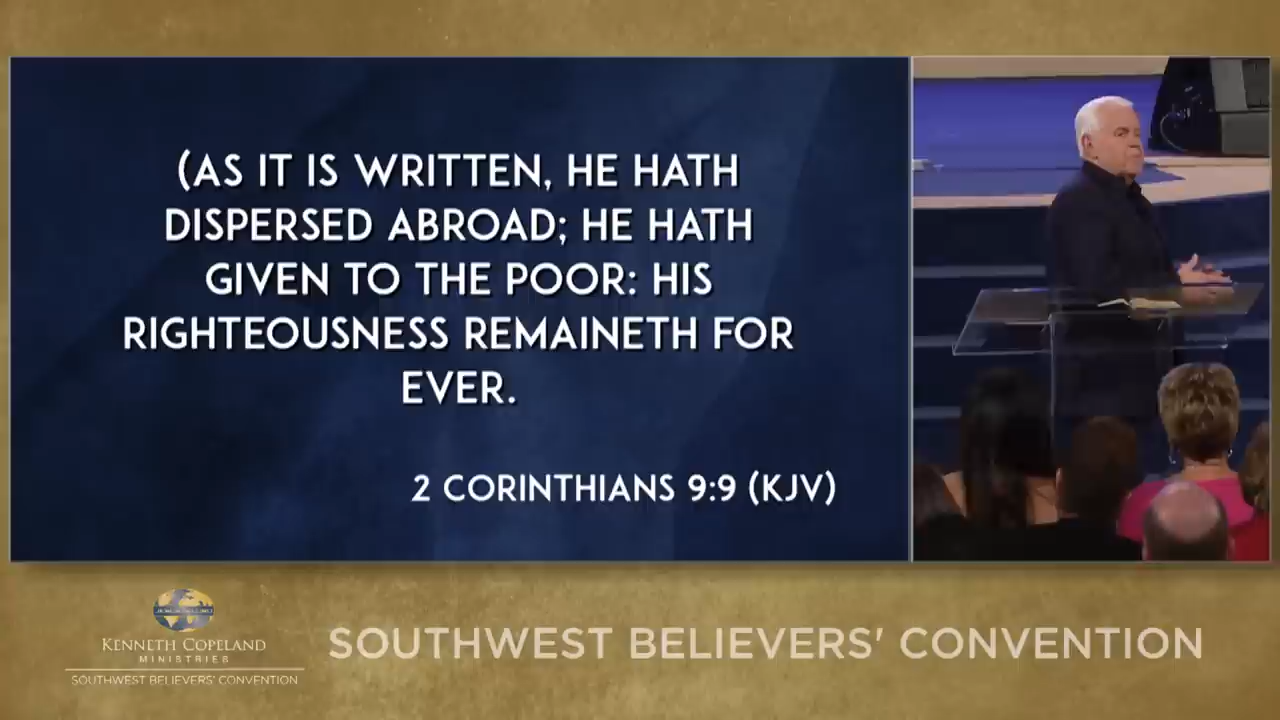 (AS IT IS WRITTEN, HE HATH
DISPERSED ABROAD; HE HATH
GIVEN TO THE POOR: HIS
RIGHTEOUSNESS REMAINETH FOR
EVER.
2 CORINTHIANS 9:9 (KJV)
KENNETH COPELAND
MINISTRIES
SOUTHWEST BELIEVERS' CONVENTION
SOUTHWEST BELIEVERS' CONVENTION